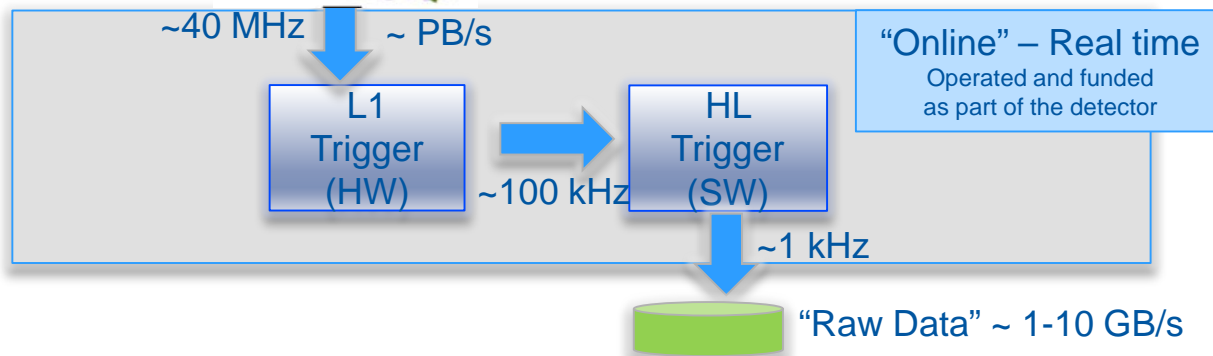 ~40 MHz
~ PB/s
“Online” – Real time
Operated and funded
as part of the detector
L1
Trigger
(HW)
~100 kHz
HL
Trigger
(SW)
~1 kHz
“Raw Data” ~ 1-10 GB/s